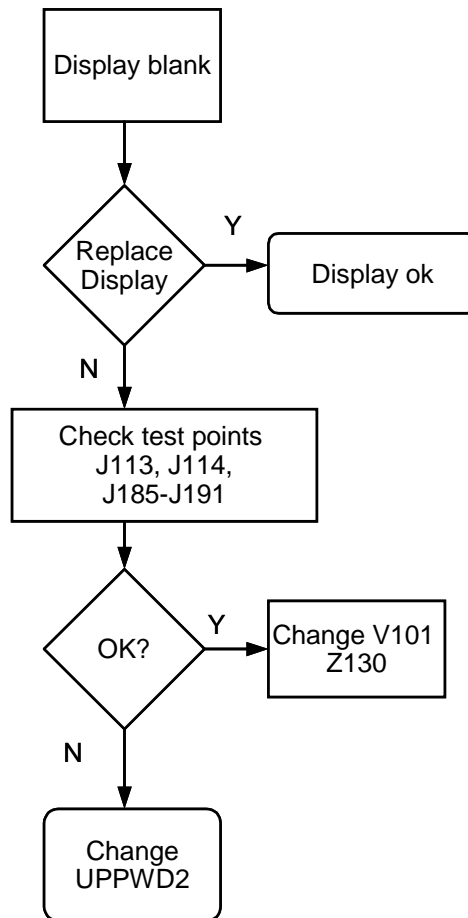 Display blank
Replace
Display
Y
Display ok
N
Check test points
J113, J114,
J185-J191
OK?
Y
Change V101
Z130
N
Change
UPPWD2